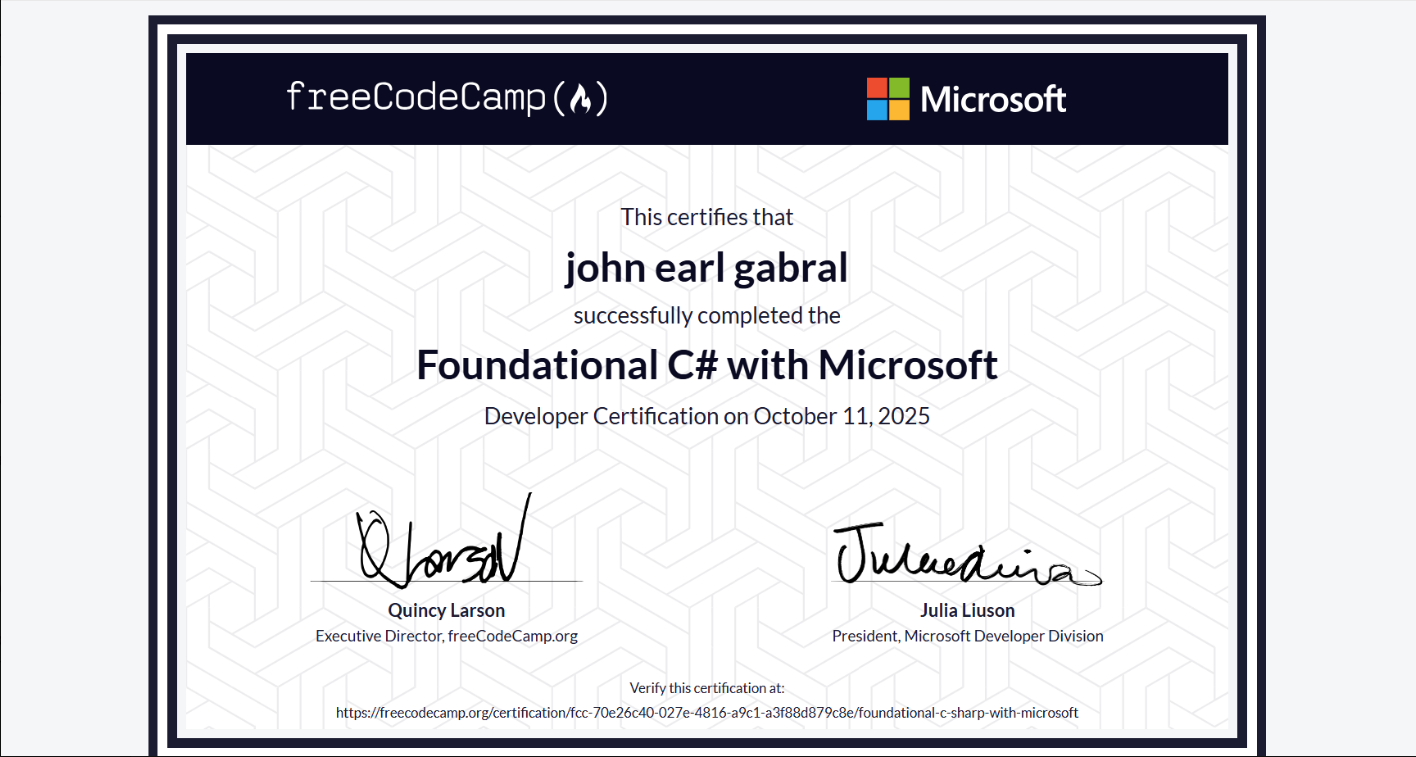 freeCodeCamp
Microsoft
This certifies that
john earl gabral
successfully completed the
Foundational C# with Microsoft
Developer Certification on October 11, 2025
Quincy Larson
Executive Director, freeCodeCamp.org
Julia Liuson
President, Microsoft Developer Division
Verify this certification at:
https://freecodecamp.org/certification/fcc-70e26c40-027e-4816-a9c1-a3f88d879c8e/foundational-c-sharp-with-microsoft